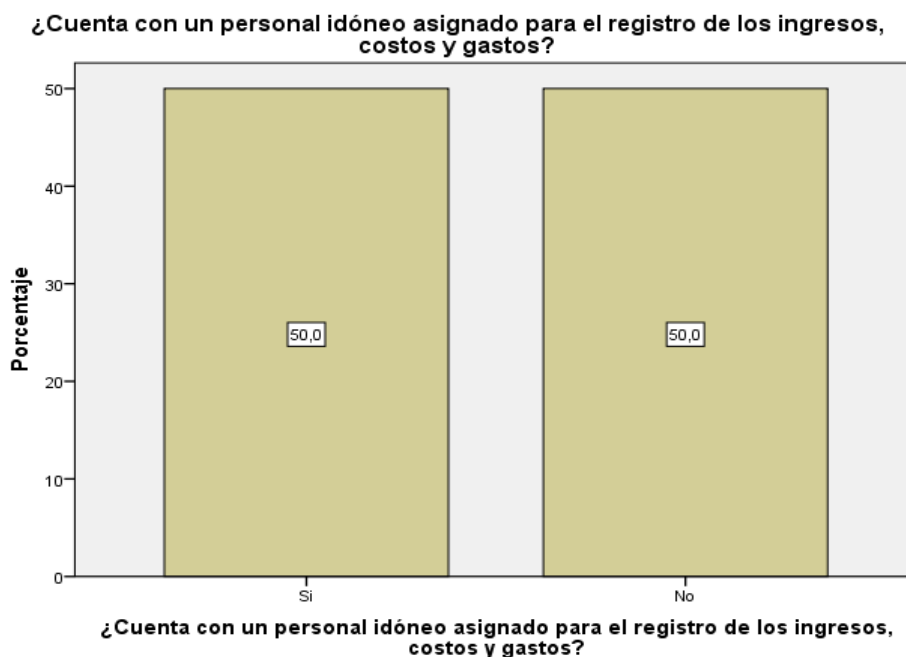 ¿Cuenta con un personal idóneo asignado para el registro de los ingresos,
costos y gastos?
Porcentaje
50
40
30
20
10
0
50,0
50,0
Si
No
¿Cuenta con un personal idóneo asignado para el registro de los ingresos,
costos y gastos?